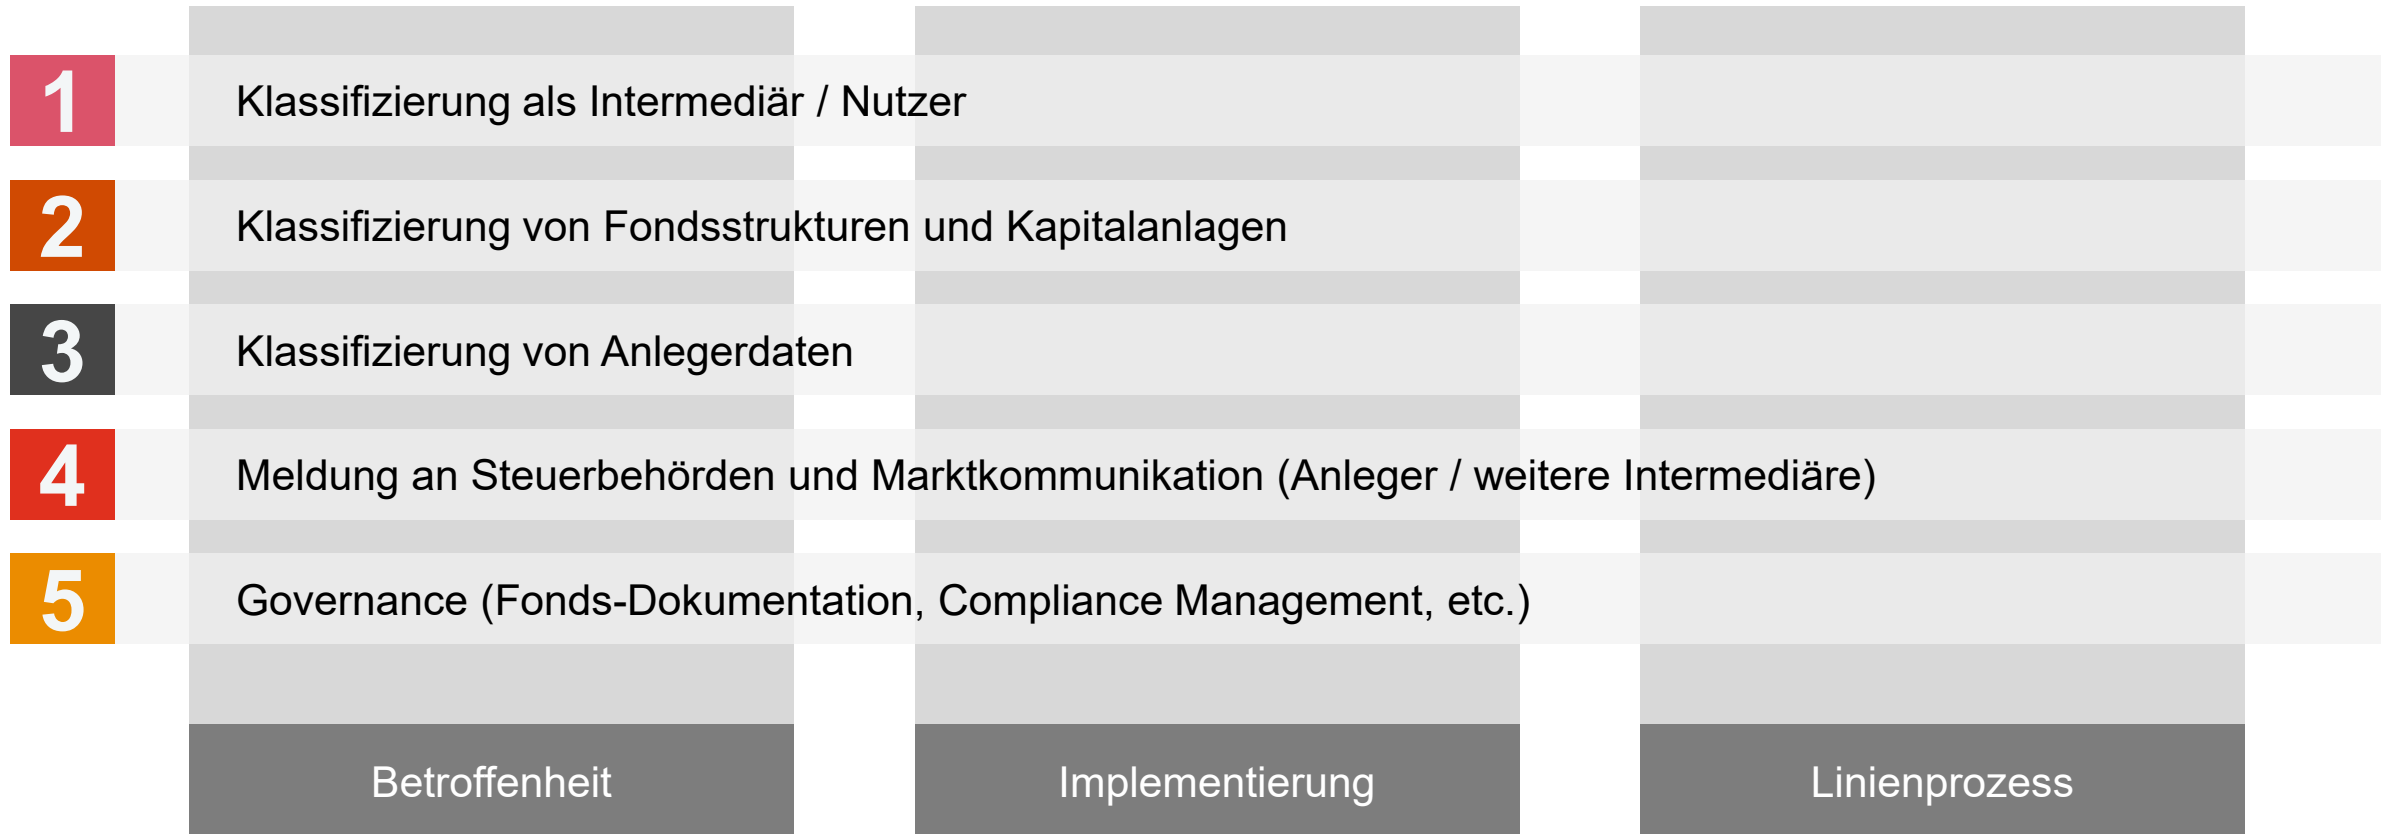 1
Klassifizierung als Intermediär / Nutzer
2
Klassifizierung von Fondsstrukturen und Kapitalanlagen
3
Klassifizierung von Anlegerdaten
4
Meldung an Steuerbehörden und Marktkommunikation (Anleger / weitere Intermediäre)
5
Governance (Fonds-Dokumentation, Compliance Management, etc.)
Betroffenheit
Implementierung
Linienprozess